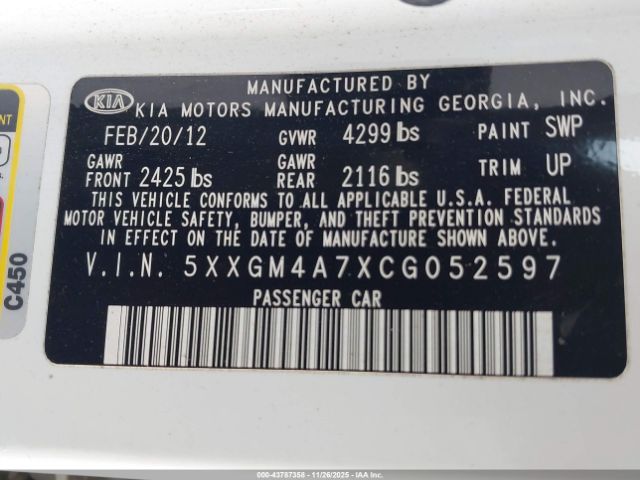 MANUFACTURED BY
KIA KIA MOTORS MANUFACTURING GEORGIA, INC.
FEB/20/12 GVWR 4299 lbs PAINT SWP
GAWR FRONT 2425 lbs GAWR REAR 2116 lbs TRIM UP
THIS VEHICLE CONFORMS TO ALL APPLICABLE U.S.A. FEDERAL
MOTOR VEHICLE SAFETY, BUMPER, AND THEFT PREVENTION STANDARDS
IN EFFECT ON THE DATE OF MANUFACTURE SHOWN ABOVE.
V.I.N. 5XXGM4A7XCG052597
PASSENGER CAR
C450
000-43787358 - 11/26/2025 - IAAI.com